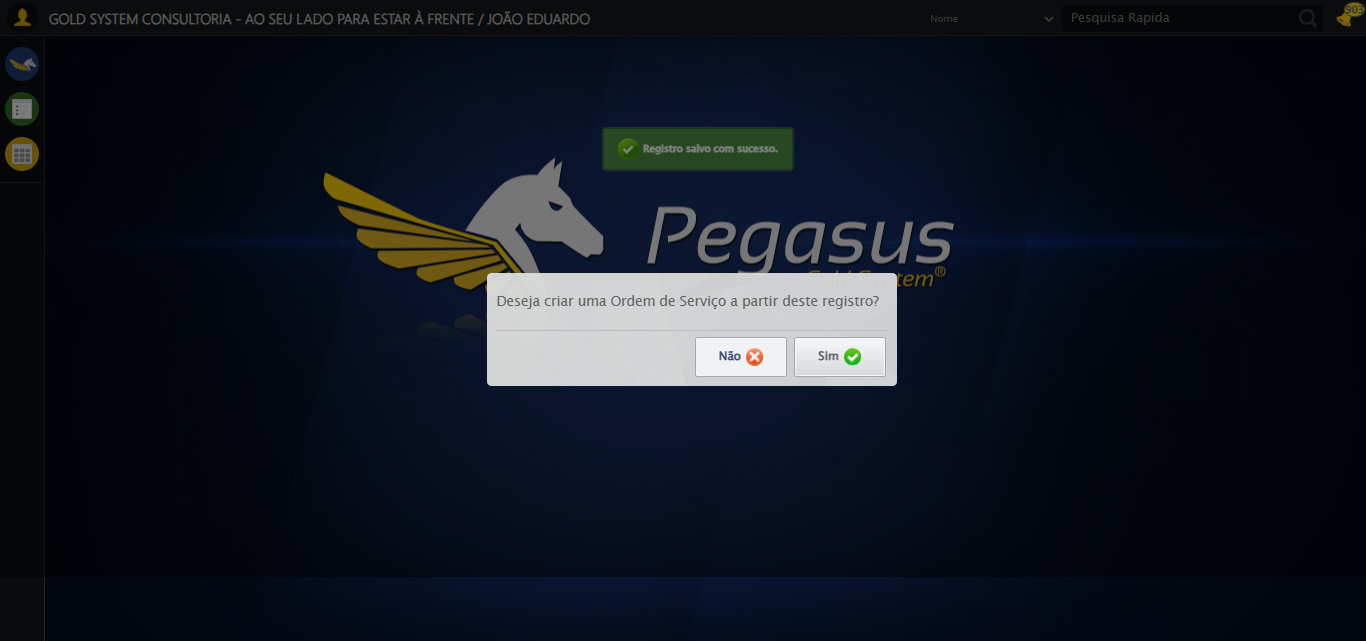 GOLD SYSTEM CONSULTORIA - AO SEU LADO PARA ESTAR À FRENTE / JOÃO EDUARDO
Nome
Pesquisa Rapida
903
Registro salvo com sucesso.
Pegasus
Gold System®
Deseja criar uma Ordem de Serviço a partir deste registro?
Não
Sim